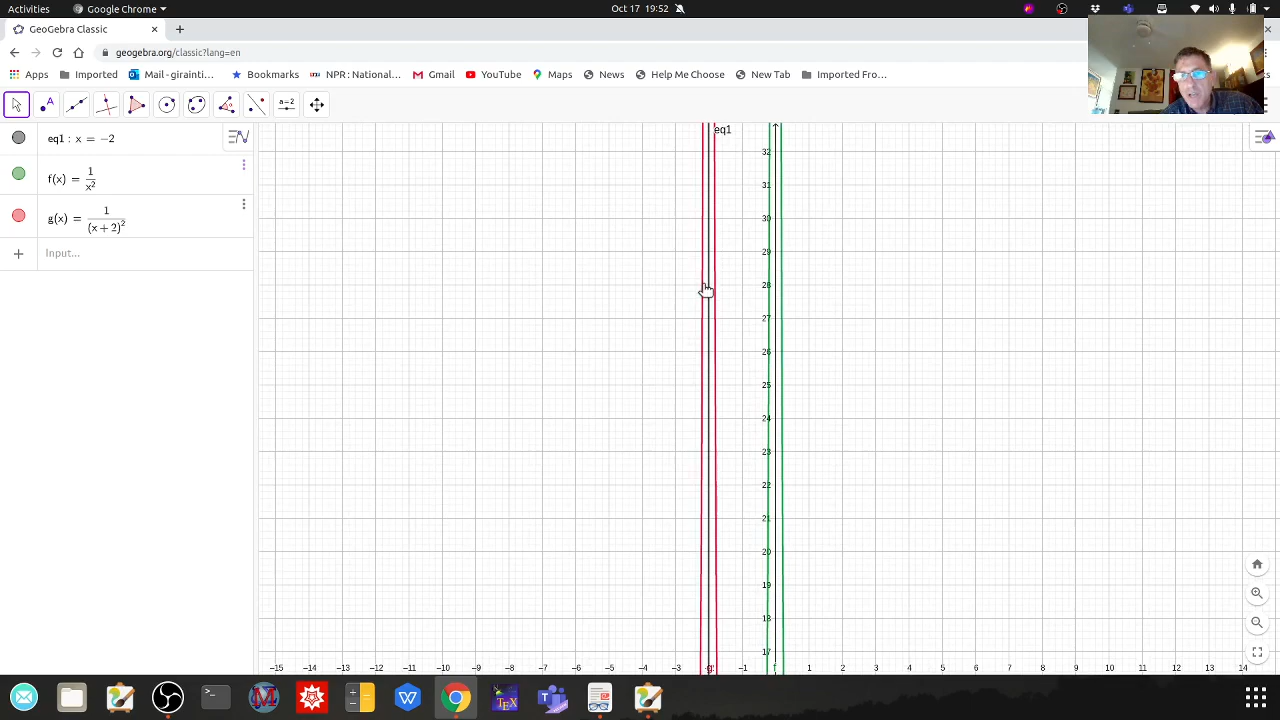 Activities Google Chrome Oct 17 19:52
GeoGebra Classic
geogebra.org/classic?lang=en
Apps Imported Mail - girainti... Bookmarks NPR : National... Gmail YouTube Maps News Help Me Choose New Tab Imported Fro...
a=2
eq1 : x = −2
f(x) = 1/x²
g(x) = 1/(x + 2)²
Input...
eq1
32
31
30
29
28
27
26
25
24
23
22
21
20
19
18
17
−15 −14 −13 −12 −11 −10 −9 −8 −7 −6 −5 −4 −3 g −1 f 1 2 3 4 5 6 7 8 9 10 11 12 13 14